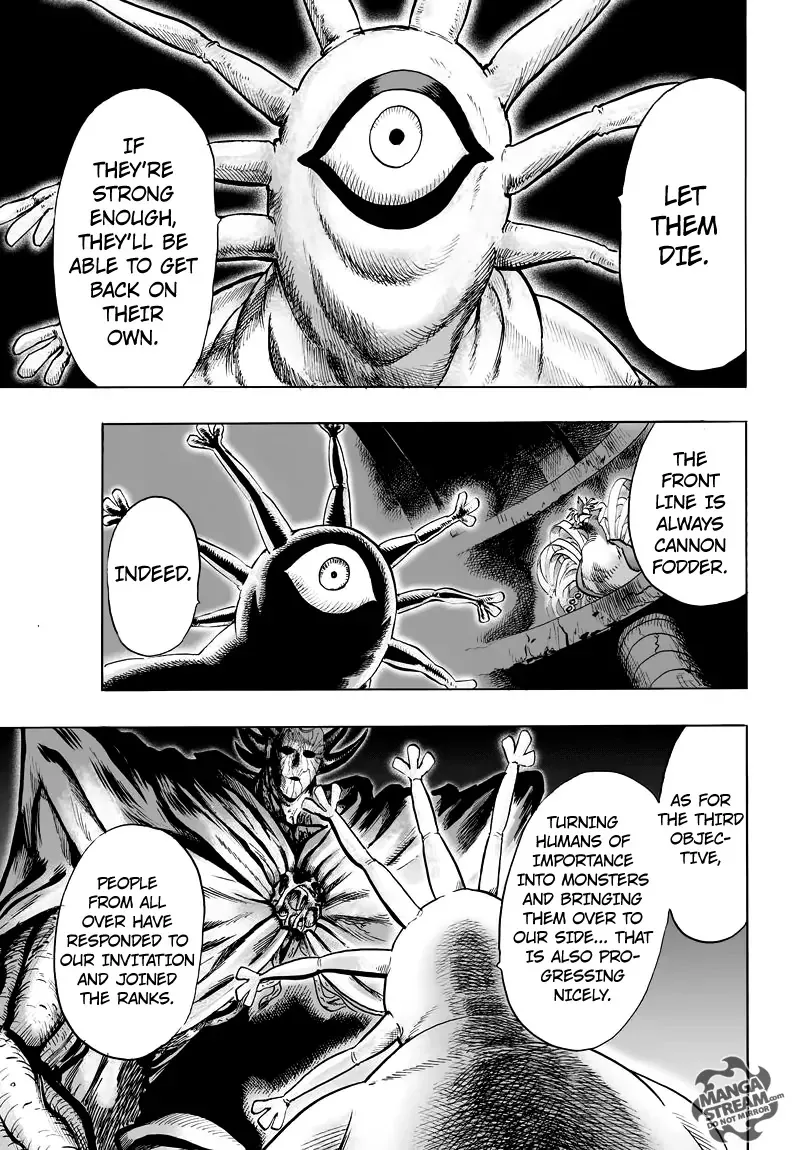 LET
THEM
DIE.
IF
THEY'RE
STRONG
ENOUGH,
THEY'LL BE
ABLE TO GET
BACK ON
THEIR
OWN.
THE
FRONT
LINE IS
ALWAYS
CANNON
FODDER.
INDEED.
AS FOR
THE THIRD
OBJEC-
TIVE,
TURNING
HUMANS OF
IMPORTANCE
INTO MONSTERS
AND BRINGING
THEM OVER TO
OUR SIDE... THAT
IS ALSO PRO-
GRESSING
NICELY.
PEOPLE
FROM ALL
OVER HAVE
RESPONDED TO
OUR INVITATION
AND JOINED
THE RANKS.
MANGA
STREAM.com
DO NOT MIRROR